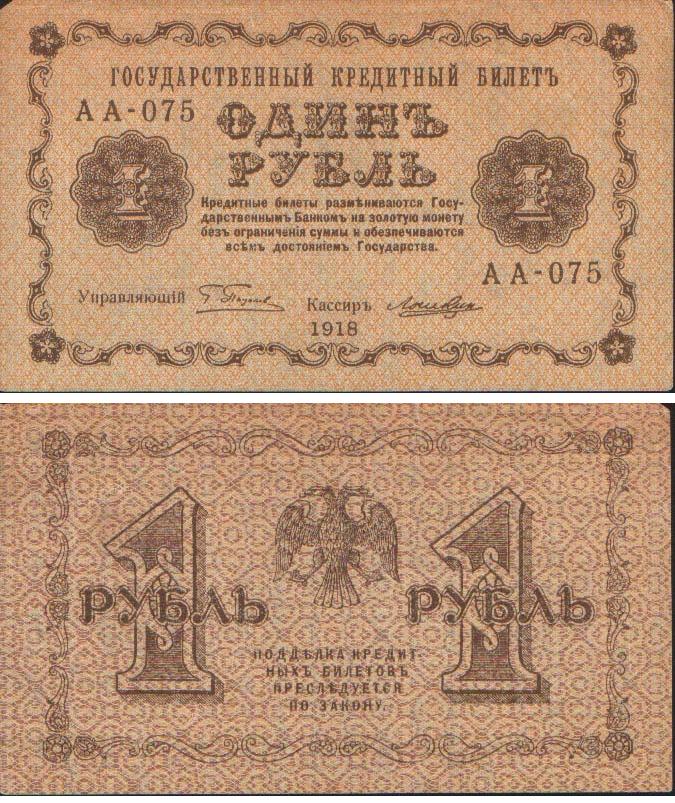 ГОСУДАРСТВЕННЫЙ КРЕДИТНЫЙ БИЛЕТЪ
АА-075
ОДИНЪ
РУБЛЬ
1
1
Кредитные билеты размѣниваются Госу-
дарственнымъ Банкомъ на золотую монету
безъ ограниченія суммы и обезпечиваются
всѣмъ достояніемъ Государства.
АА-075
Управляющій
Кассиръ
1918
1
РУБЛЬ
1
РУБЛЬ
ПОДДѢЛКА КРЕДИТ-
НЫХЪ БИЛЕТОВЪ
ПРЕСЛѢДУЕТСЯ
ПО ЗАКОНУ.